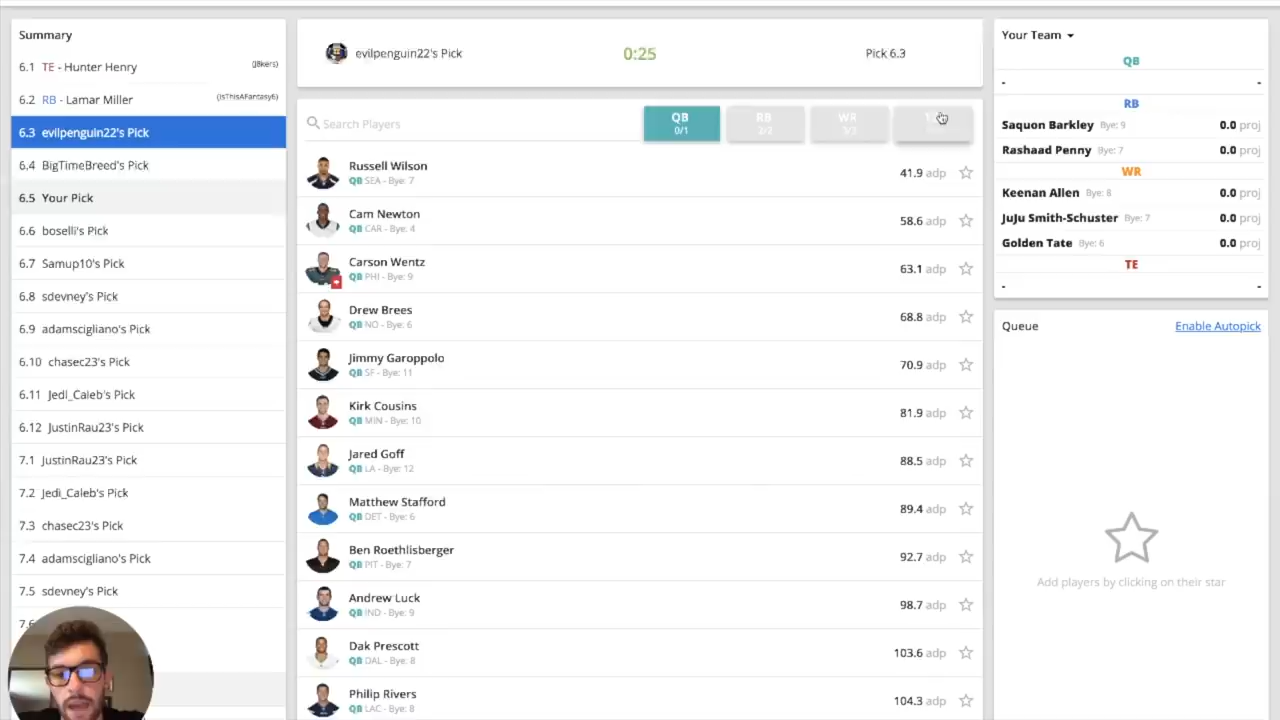 Summary
6.1 TE - Hunter Henry (j8kers)
6.2 RB - Lamar Miller (IsThisAFantasy6)
6.3 evilpenguin22's Pick
6.4 BigTimeBreed's Pick
6.5 Your Pick
6.6 boselli's Pick
6.7 Samup10's Pick
6.8 sdevney's Pick
6.9 adamscigliano's Pick
6.10 chasec23's Pick
6.11 Jedi_Caleb's Pick
6.12 JustinRau23's Pick
7.1 JustinRau23's Pick
7.2 Jedi_Caleb's Pick
7.3 chasec23's Pick
7.4 adamscigliano's Pick
7.5 sdevney's Pick
evilpenguin22's Pick 0:25 Pick 6.3
Search Players
QB
0/1
RB
2/2
WR
3/3
Russell Wilson
QB SEA - Bye: 7
41.9 adp
Cam Newton
QB CAR - Bye: 4
58.6 adp
Carson Wentz
QB PHI - Bye: 9
63.1 adp
Drew Brees
QB NO - Bye: 6
68.8 adp
Jimmy Garoppolo
QB SF - Bye: 11
70.9 adp
Kirk Cousins
QB MIN - Bye: 10
81.9 adp
Jared Goff
QB LA - Bye: 12
88.5 adp
Matthew Stafford
QB DET - Bye: 6
89.4 adp
Ben Roethlisberger
QB PIT - Bye: 7
92.7 adp
Andrew Luck
QB IND - Bye: 9
98.7 adp
Dak Prescott
QB DAL - Bye: 8
103.6 adp
Philip Rivers
QB LAC - Bye: 8
104.3 adp
Your Team
QB
- -
RB
Saquon Barkley Bye: 9 0.0 proj
Rashaad Penny Bye: 7 0.0 proj
WR
Keenan Allen Bye: 8 0.0 proj
JuJu Smith-Schuster Bye: 7 0.0 proj
Golden Tate Bye: 6 0.0 proj
TE
- -
Queue Enable Autopick
Add players by clicking on their star